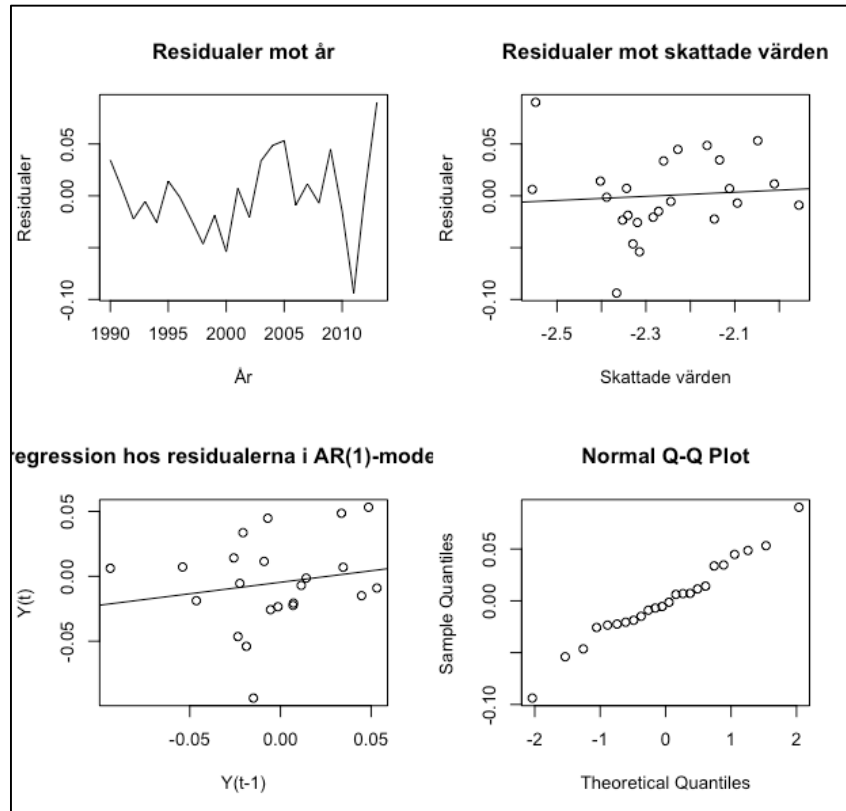 Residualer mot år
Residualer
0.05
0.00
-0.10
1990
1995
2000
2005
2010
År
Residualer mot skattade värden
Residualer
0.05
0.00
-0.10
-2.5
-2.3
-2.1
Skattade värden
regression hos residualerna i AR(1)-mode
Y(t)
0.05
0.00
-0.05
-0.05
0.00
0.05
Y(t-1)
Normal Q-Q Plot
Sample Quantiles
0.05
0.00
-0.10
-2
-1
0
1
2
Theoretical Quantiles